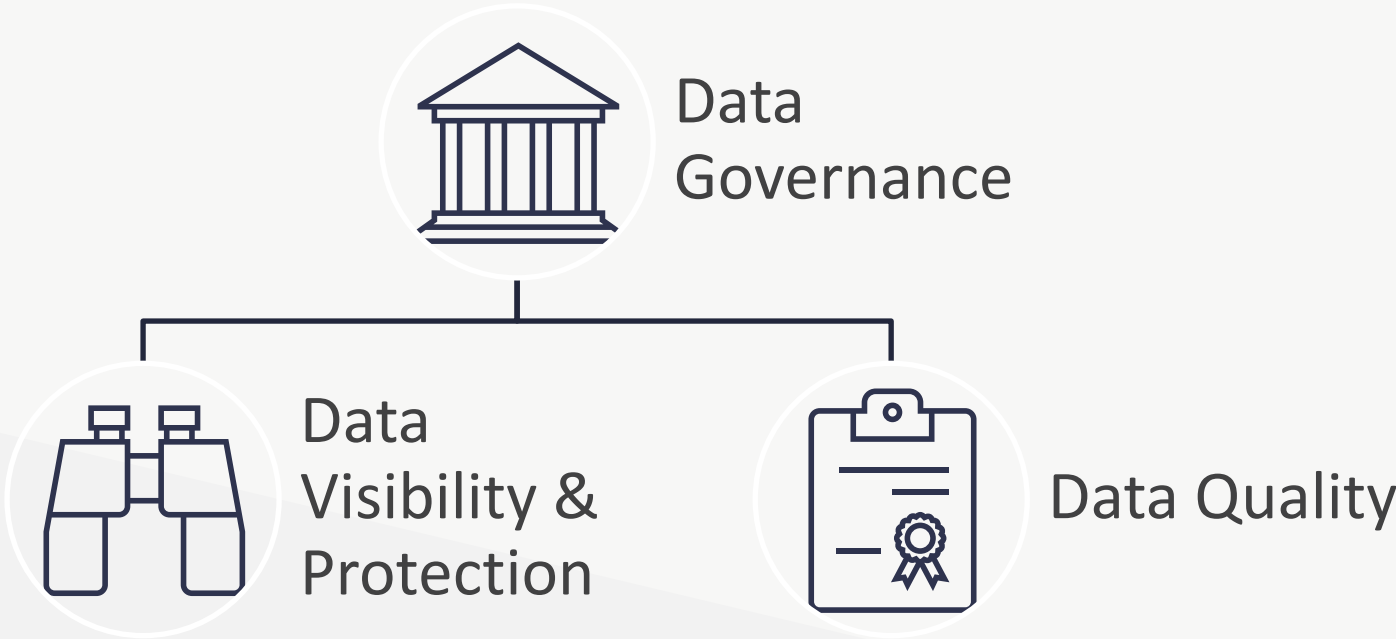 Data
Governance
Data
Visibility &
Protection
Data Quality